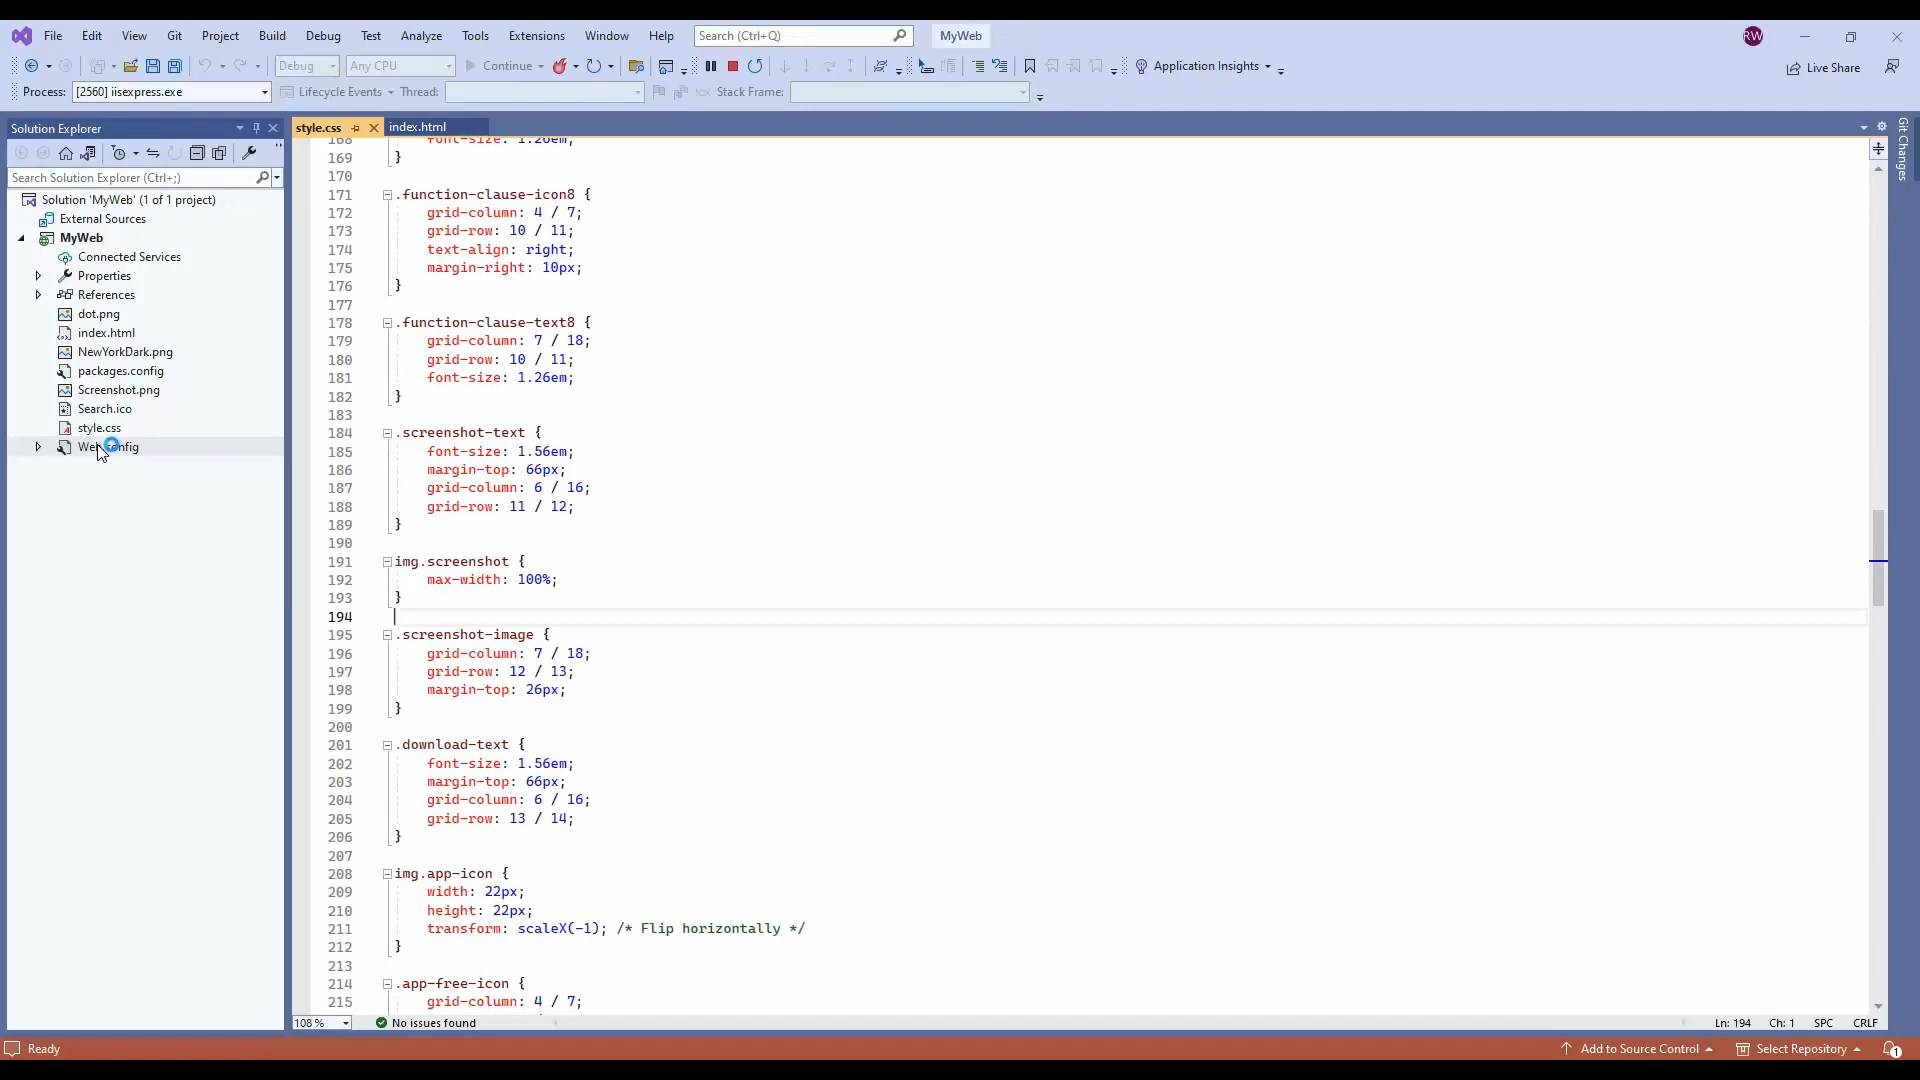 File Edit View Git Project Build Debug Test Analyze Tools Extensions Window Help Search (Ctrl+Q) MyWeb RW
Debug Any CPU Continue Application Insights Live Share
Process: [2560] iisexpress.exe Lifecycle Events Thread: Stack Frame:
Solution Explorer
Search Solution Explorer (Ctrl+;)
Solution 'MyWeb' (1 of 1 project)
External Sources
MyWeb
Connected Services
Properties
References
dot.png
index.html
NewYorkDark.png
packages.config
Screenshot.png
Search.ico
style.css
Web.config
style.css index.html
168 font-size: 1.26em;
169 }
170
171 .function-clause-icon8 {
172 grid-column: 4 / 7;
173 grid-row: 10 / 11;
174 text-align: right;
175 margin-right: 10px;
176 }
177
178 .function-clause-text8 {
179 grid-column: 7 / 18;
180 grid-row: 10 / 11;
181 font-size: 1.26em;
182 }
183
184 .screenshot-text {
185 font-size: 1.56em;
186 margin-top: 66px;
187 grid-column: 6 / 16;
188 grid-row: 11 / 12;
189 }
190
191 img.screenshot {
192 max-width: 100%;
193 }
194
195 .screenshot-image {
196 grid-column: 7 / 18;
197 grid-row: 12 / 13;
198 margin-top: 26px;
199 }
200
201 .download-text {
202 font-size: 1.56em;
203 margin-top: 66px;
204 grid-column: 6 / 16;
205 grid-row: 13 / 14;
206 }
207
208 img.app-icon {
209 width: 22px;
210 height: 22px;
211 transform: scaleX(-1); /* Flip horizontally */
212 }
213
214 .app-free-icon {
215 grid-column: 4 / 7;
108 % No issues found Ln: 194 Ch: 1 SPC CRLF
Git Changes
Ready Add to Source Control Select Repository 1